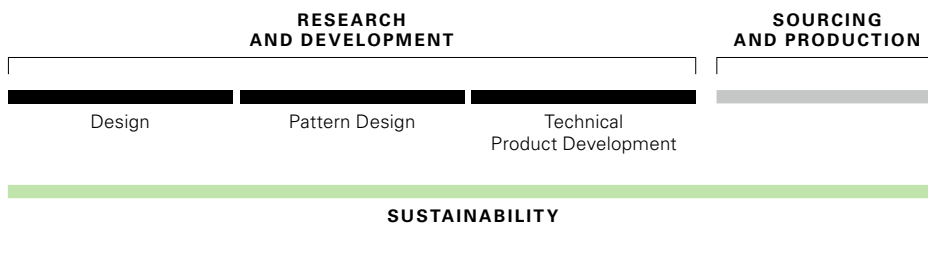 RESEARCH
AND DEVELOPMENT
SOURCING
AND PRODUCTION
Design
Pattern Design
Technical
Product Development
SUSTAINABILITY